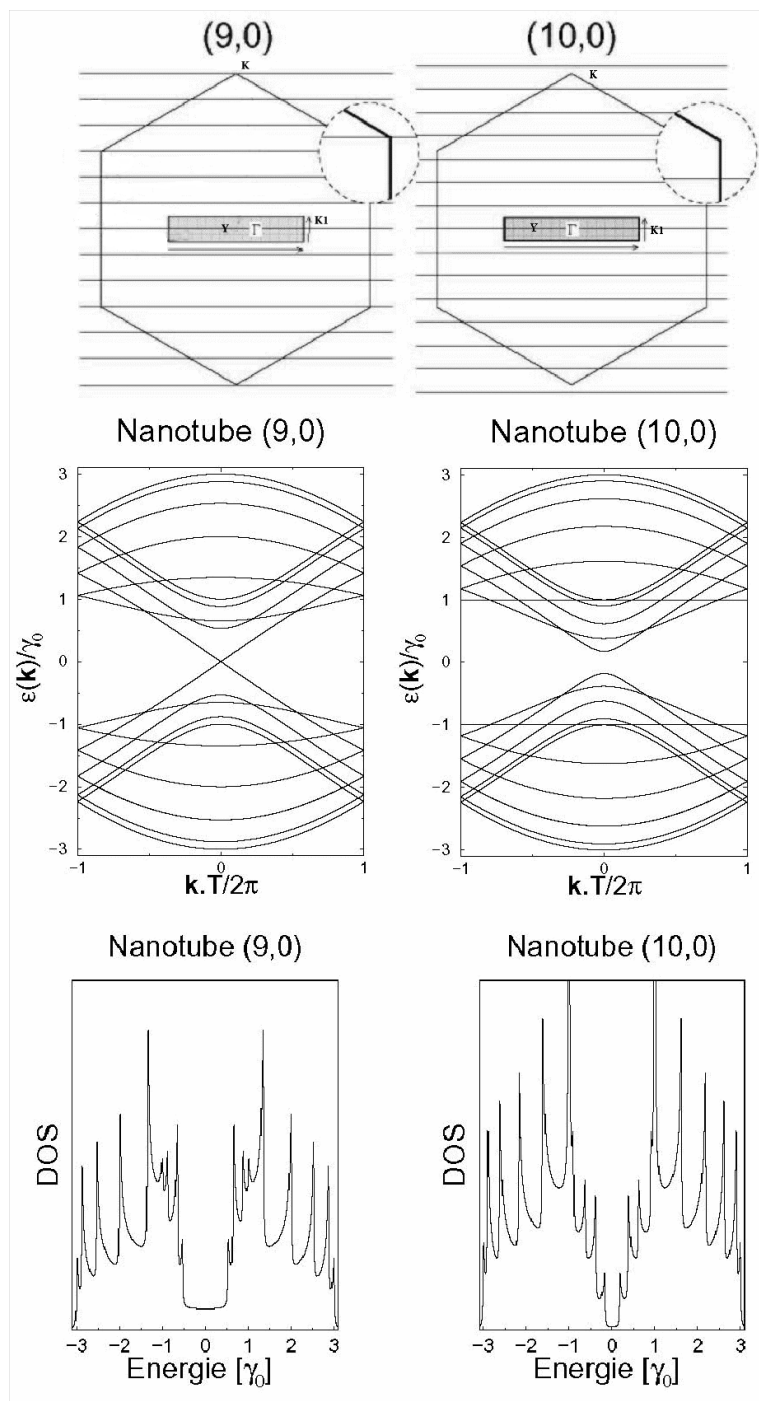 (9,0) (10,0)
K K
Y Γ K1 Y Γ K1
Nanotube (9,0) Nanotube (10,0)
ε(k)/γ₀ ε(k)/γ₀
3 3
2 2
1 1
0 0
−1 −1
−2 −2
−3 −3
−1 0 1 −1 0 1
k.T/2π k.T/2π
Nanotube (9,0) Nanotube (10,0)
DOS DOS
−3 −2 −1 0 1 2 3 −3 −2 −1 0 1 2 3
Energie [γ₀] Energie [γ₀]